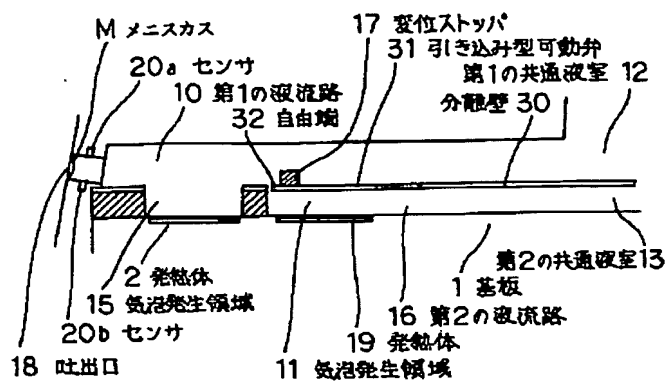 M メニスカス
20a センサ
10 第1の液流路
32 自由端
17 変位ストッパ
31 引き込み型可動弁
第1の共通液室 12
分離壁 30
2 発熱体
15 気泡発生領域
20b センサ
18 吐出口
第2の共通液室 13
1 基板
16 第2の液流路
19 発熱体
11 気泡発生領域